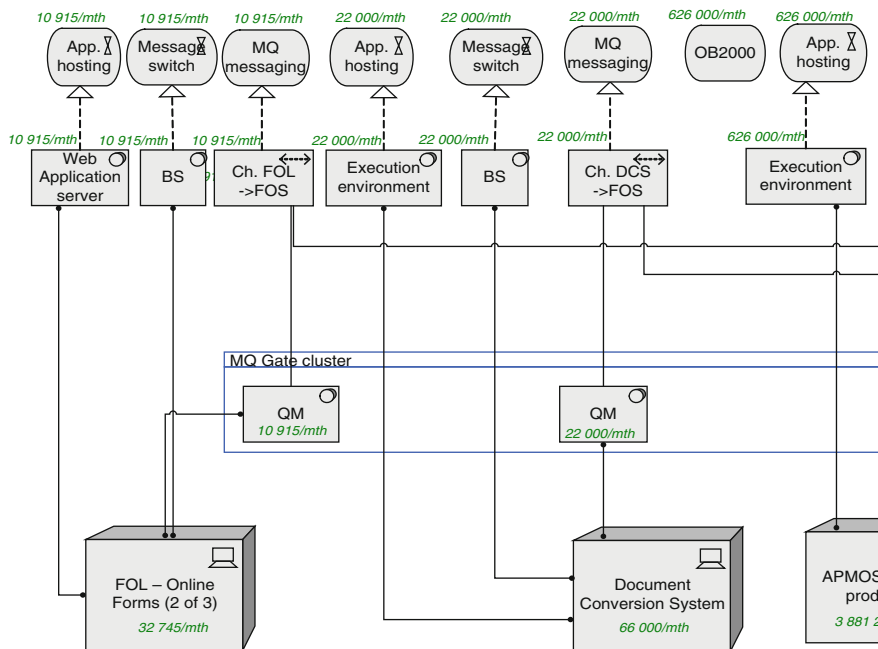 10 915/mth
10 915/mth
10 915/mth
22 000/mth
22 000/mth
22 000/mth
626 000/mth
626 000/mth
App.
hosting
Message
switch
MQ
messaging
App.
hosting
Message
switch
MQ
messaging
OB2000
App.
hosting
10 915/mth
10 915/mth
10 915/mth
22 000/mth
22 000/mth
22 000/mth
626 000/mth
Web
Application
server
BS
Ch. FOL
->FOS
Execution
environment
BS
Ch. DCS
->FOS
Execution
environment
MQ Gate cluster
QM
10 915/mth
QM
22 000/mth
FOL – Online
Forms (2 of 3)
32 745/mth
Document
Conversion System
66 000/mth
APMOS
prod
3 881 2